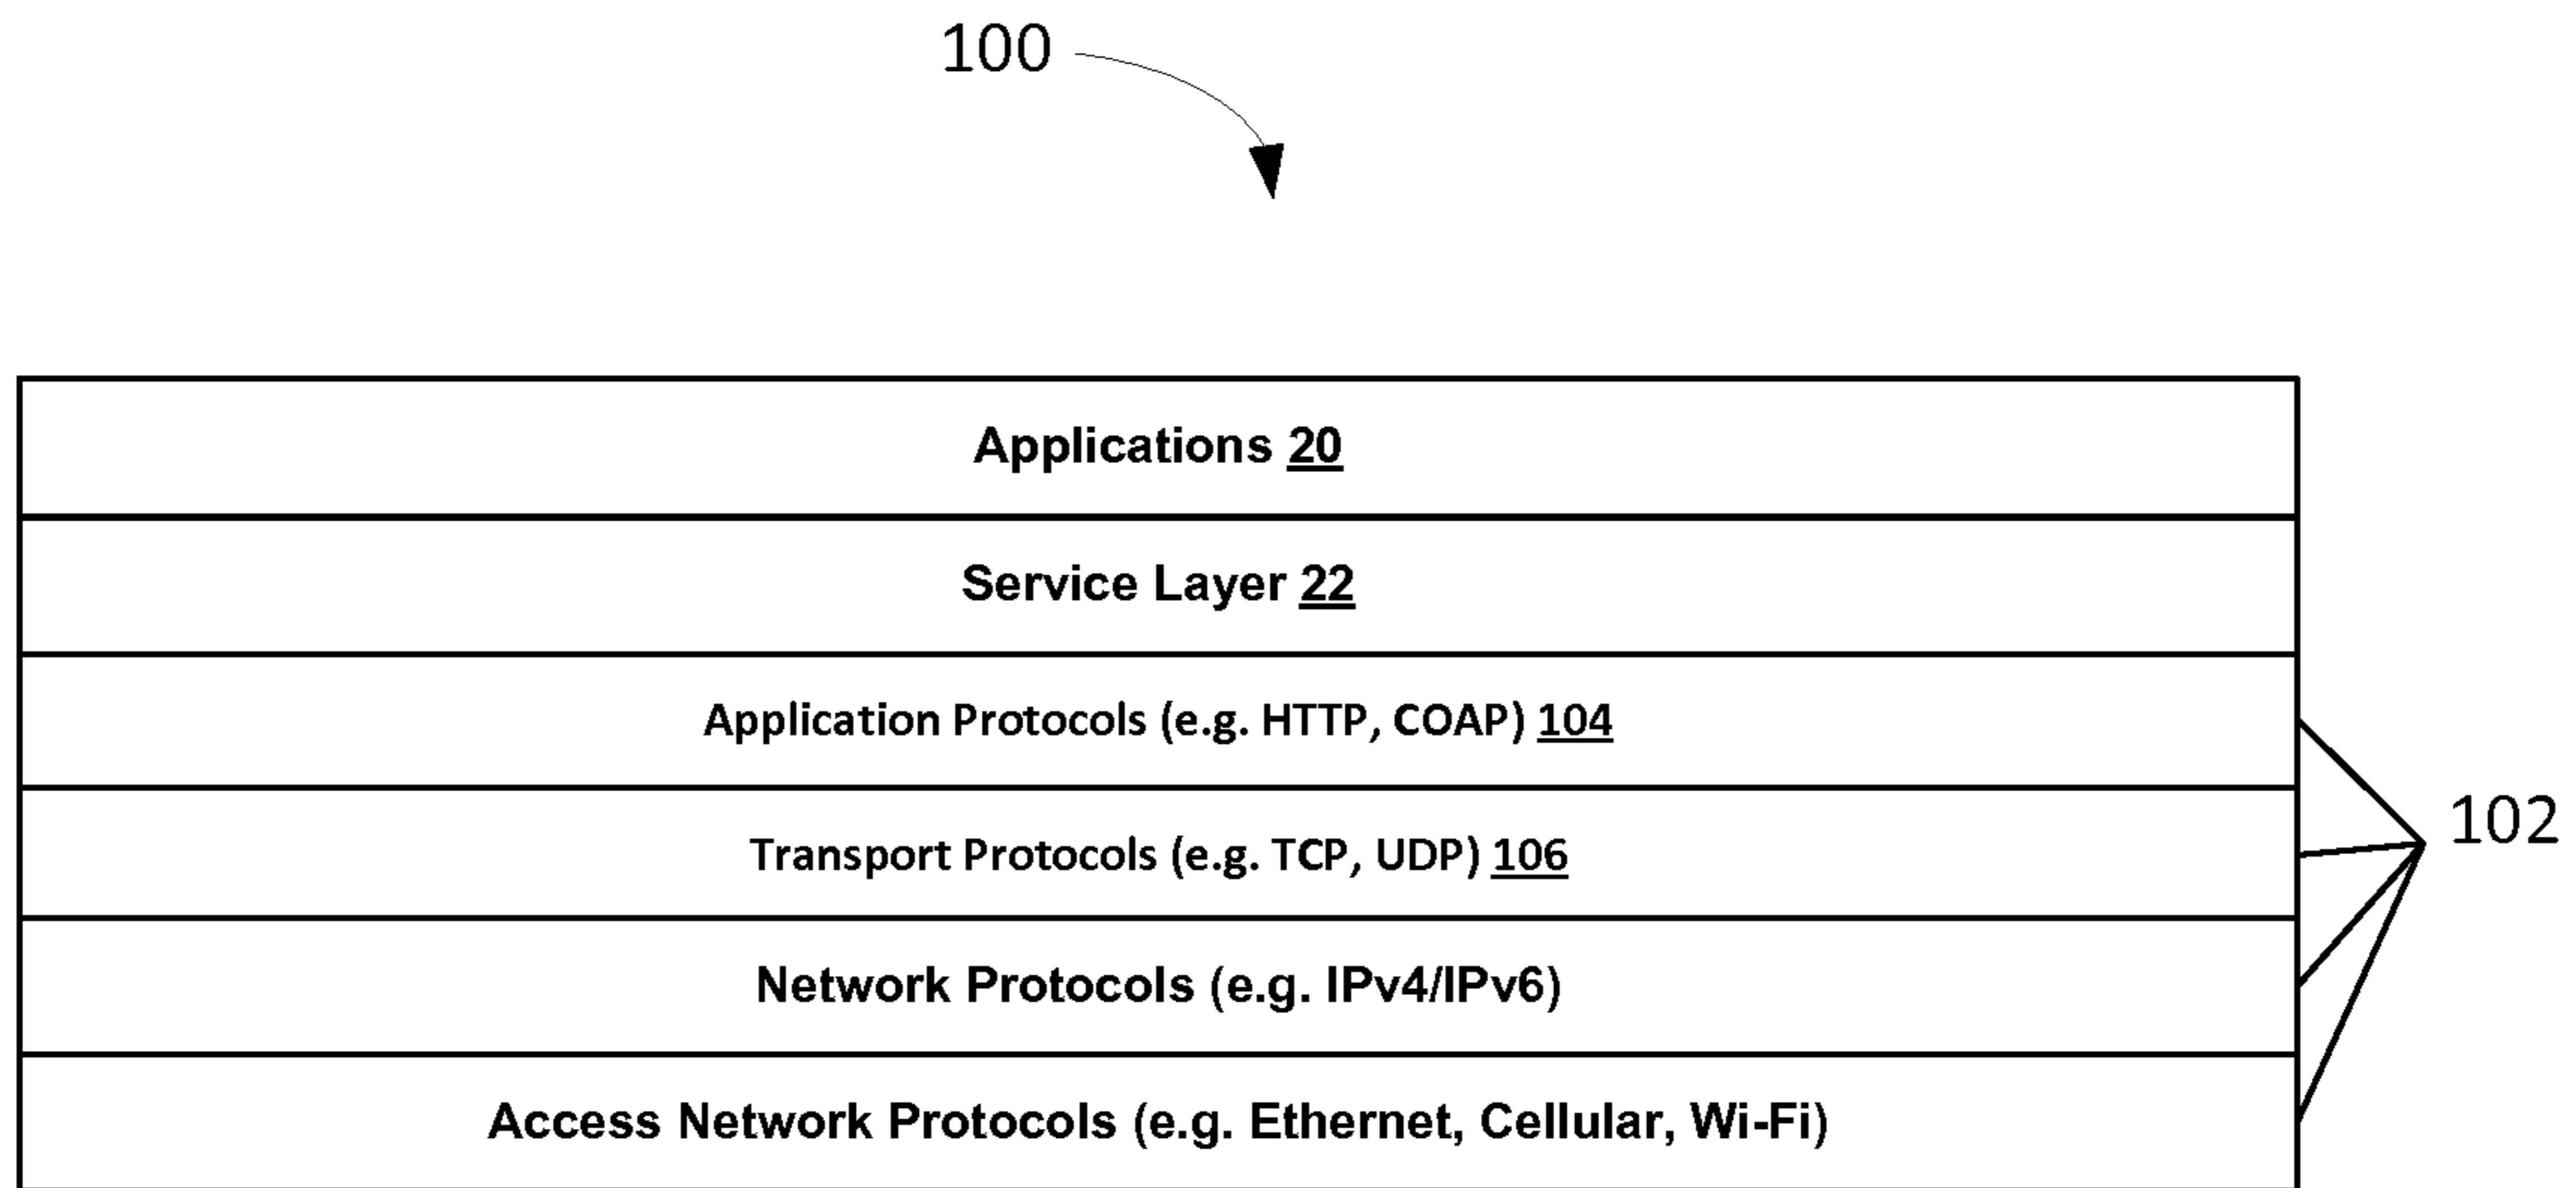 100
Applications 20
Service Layer 22
Application Protocols (e.g. HTTP, COAP) 104
Transport Protocols (e.g. TCP, UDP) 106
102
Network Protocols (e.g. IPv4/IPv6)
Access Network Protocols (e.g. Ethernet, Cellular, Wi-Fi)